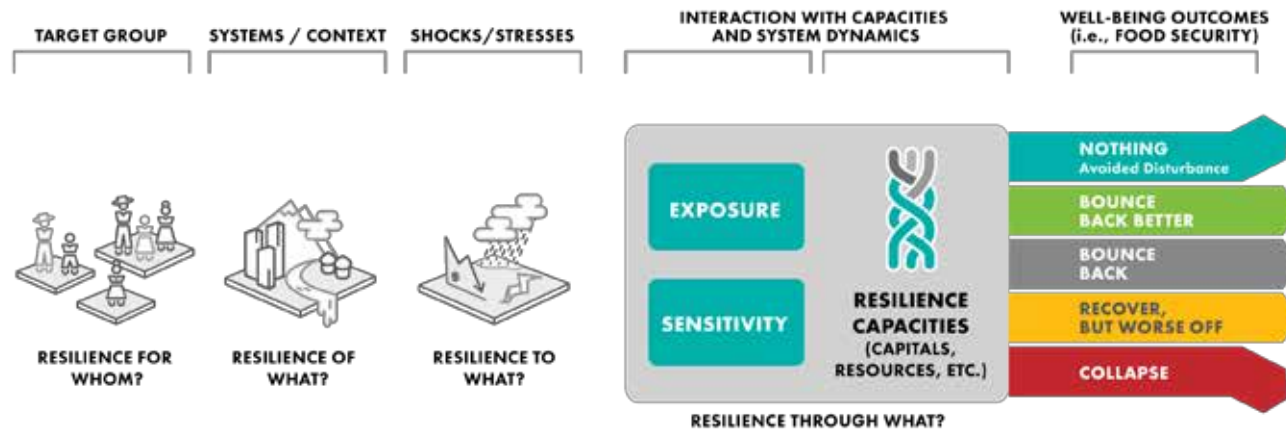 TARGET GROUP
SYSTEMS / CONTEXT
SHOCKS/STRESSES
INTERACTION WITH CAPACITIES
AND SYSTEM DYNAMICS
WELL-BEING OUTCOMES
(i.e., FOOD SECURITY)
RESILIENCE FOR
WHOM?
RESILIENCE OF
WHAT?
RESILIENCE TO
WHAT?
EXPOSURE
SENSITIVITY
RESILIENCE
CAPACITIES
(CAPITALS,
RESOURCES, ETC.)
RESILIENCE THROUGH WHAT?
NOTHING
Avoided Disturbance
BOUNCE
BACK BETTER
BOUNCE
BACK
RECOVER,
BUT WORSE OFF
COLLAPSE